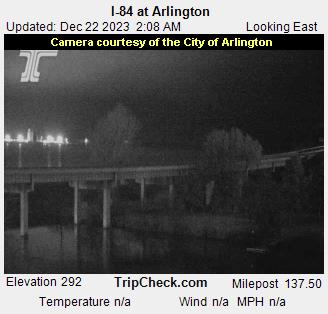 I-84 at Arlington
Updated: Dec 22 2023 2:08 AM Looking East
Camera courtesy of the City of Arlington
Elevation 292 TripCheck.com Milepost 137.50
Temperature n/a Wind n/a MPH n/a